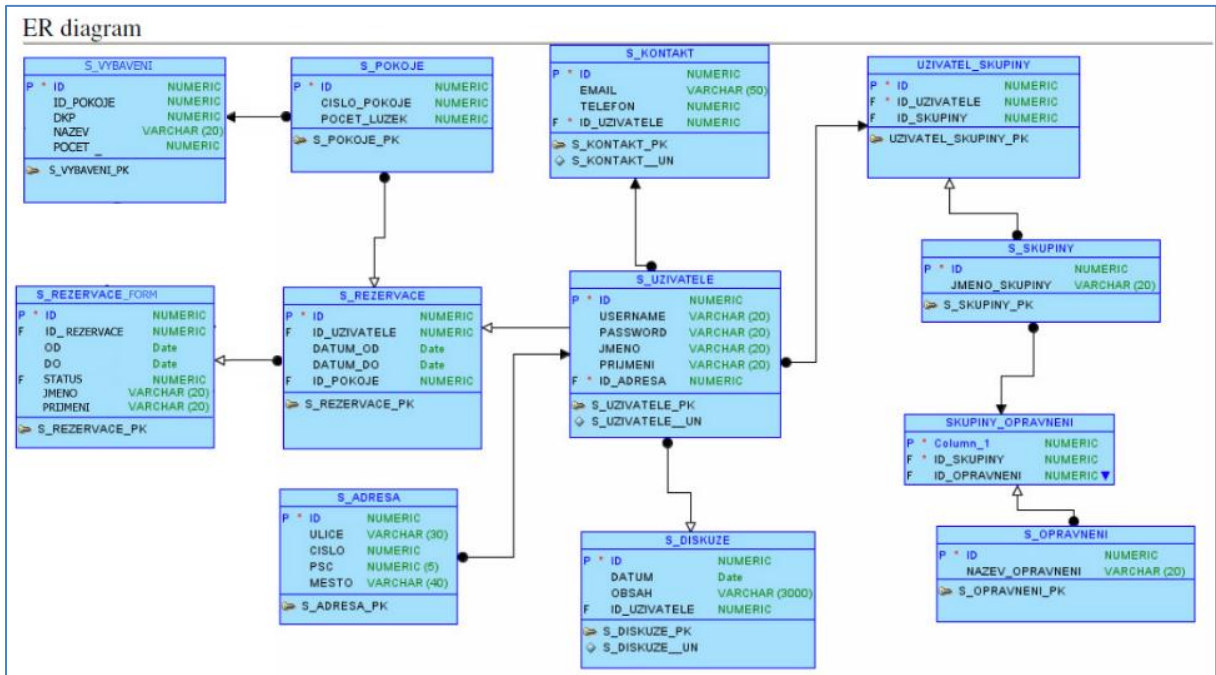 ER diagram
S_VYBAVENI
P * ID NUMERIC
ID_POKOJE NUMERIC
DKP NUMERIC
NAZEV VARCHAR (20)
POCET _ NUMERIC
S_VYBAVENI_PK
S_POKOJE
P * ID NUMERIC
CISLO_POKOJE NUMERIC
POCET_LUZEK NUMERIC
S_POKOJE_PK
S_KONTAKT
P * ID NUMERIC
EMAIL VARCHAR (50)
TELEFON NUMERIC
F * ID_UZIVATELE NUMERIC
S_KONTAKT_PK
S_KONTAKT__UN
UZIVATEL_SKUPINY
P * ID NUMERIC
F * ID_UZIVATELE NUMERIC
F ID_SKUPINY NUMERIC
UZIVATEL_SKUPINY_PK
S_SKUPINY
P * ID NUMERIC
JMENO_SKUPINY VARCHAR (20)
S_SKUPINY_PK
S_REZERVACE_FORM
P * ID NUMERIC
F ID_REZERVACE NUMERIC
OD Date
DO Date
F STATUS NUMERIC
JMENO VARCHAR (20)
PRIJMENI VARCHAR (20)
S_REZERVACE_PK
S_REZERVACE
P * ID NUMERIC
F ID_UZIVATELE NUMERIC
DATUM_OD Date
DATUM_DO Date
F ID_POKOJE NUMERIC
S_REZERVACE_PK
S_UZIVATELE
P * ID NUMERIC
USERNAME VARCHAR (20)
PASSWORD VARCHAR (20)
JMENO VARCHAR (20)
PRIJMENI VARCHAR (20)
F * ID_ADRESA NUMERIC
S_UZIVATELE_PK
S_UZIVATELE__UN
SKUPINY_OPRAVNENI
P * Column_1 NUMERIC
F * ID_SKUPINY NUMERIC
F ID_OPRAVNENI NUMERIC
S_ADRESA
P * ID NUMERIC
ULICE VARCHAR (30)
CISLO NUMERIC
PSC NUMERIC (5)
MESTO VARCHAR (40)
S_ADRESA_PK
S_DISKUZE
P * ID NUMERIC
DATUM Date
OBSAH VARCHAR (3000)
F ID_UZIVATELE NUMERIC
S_DISKUZE_PK
S_DISKUZE__UN
S_OPRAVNENI
P * ID NUMERIC
NAZEV_OPRAVNENI VARCHAR (20)
S_OPRAVNENI_PK